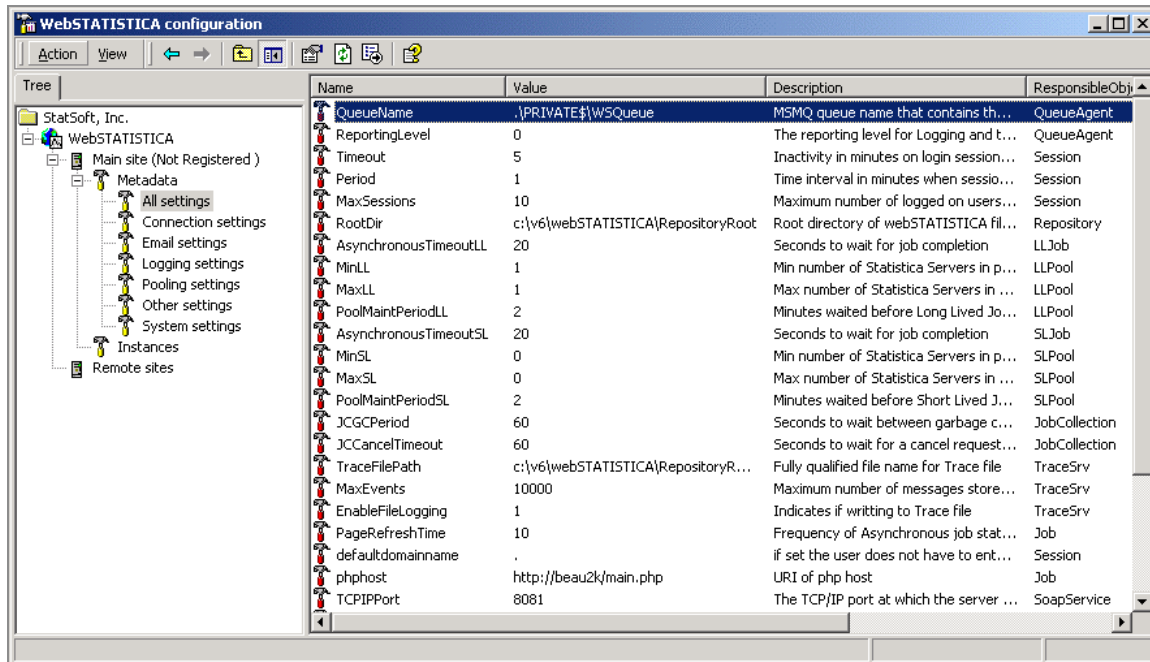 WebSTATISTICA configuration
Action View
Tree
Name Value Description ResponsibleObj
StatSoft, Inc.
WebSTATISTICA
Main site (Not Registered )
Metadata
All settings
Connection settings
Email settings
Logging settings
Pooling settings
Other settings
System settings
Instances
Remote sites
QueueName .\PRIVATE$\WSQueue MSMQ queue name that contains th... QueueAgent
ReportingLevel 0 The reporting level for Logging and t... QueueAgent
Timeout 5 Inactivity in minutes on login session... Session
Period 1 Time interval in minutes when sessio... Session
MaxSessions 10 Maximum number of logged on users... Session
RootDir c:\v6\webSTATISTICA\RepositoryRoot Root directory of webSTATISTICA fil... Repository
AsynchronousTimeoutLL 20 Seconds to wait for job completion LLJob
MinLL 1 Min number of Statistica Servers in p... LLPool
MaxLL 1 Max number of Statistica Servers in ... LLPool
PoolMaintPeriodLL 2 Minutes waited before Long Lived Jo... LLPool
AsynchronousTimeoutSL 20 Seconds to wait for job completion SLJob
MinSL 0 Min number of Statistica Servers in p... SLPool
MaxSL 0 Max number of Statistica Servers in ... SLPool
PoolMaintPeriodSL 2 Minutes waited before Short Lived J... SLPool
JCGCPeriod 60 Seconds to wait between garbage c... JobCollection
JCCancelTimeout 60 Seconds to wait for a cancel request... JobCollection
TraceFilePath c:\v6\webSTATISTICA\RepositoryR... Fully qualified file name for Trace file TraceSrv
MaxEvents 10000 Maximum number of messages store... TraceSrv
EnableFileLogging 1 Indicates if writting to Trace file TraceSrv
PageRefreshTime 10 Frequency of Asynchronous job stat... Job
defaultdomainname . if set the user does not have to ent... Session
phphost http://beau2k/main.php URI of php host Job
TCPIPPort 8081 The TCP/IP port at which the server ... SoapService